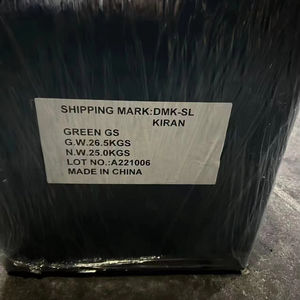 SHIPPING MARK:DMK-SL
KIRAN
GREEN GS
G.W.26.5KGS
N.W.25.0KGS
LOT NO.:A221006
MADE IN CHINA